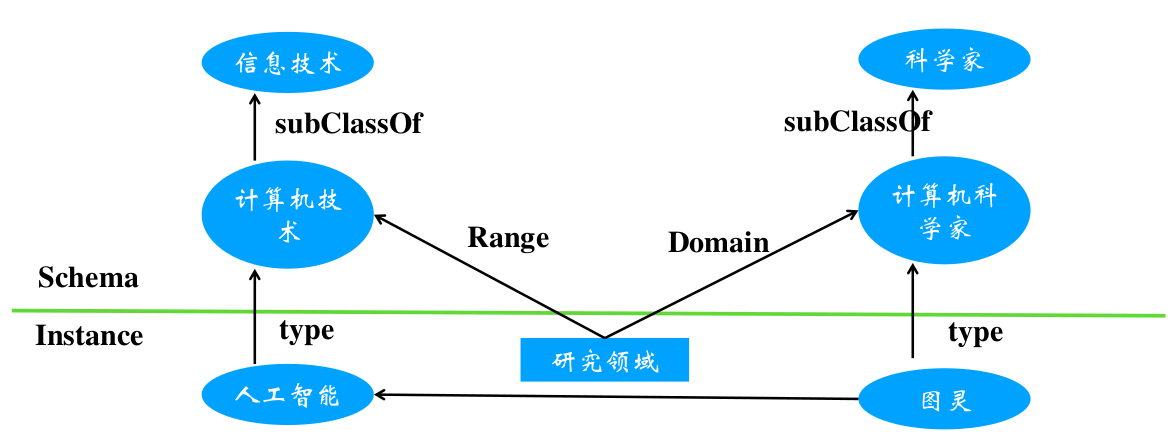 信息技术
科学家
subClassOf
subClassOf
计算机技
术
计算机科
学家
Range
Domain
Schema
Instance
type
type
研究领域
人工智能
图灵